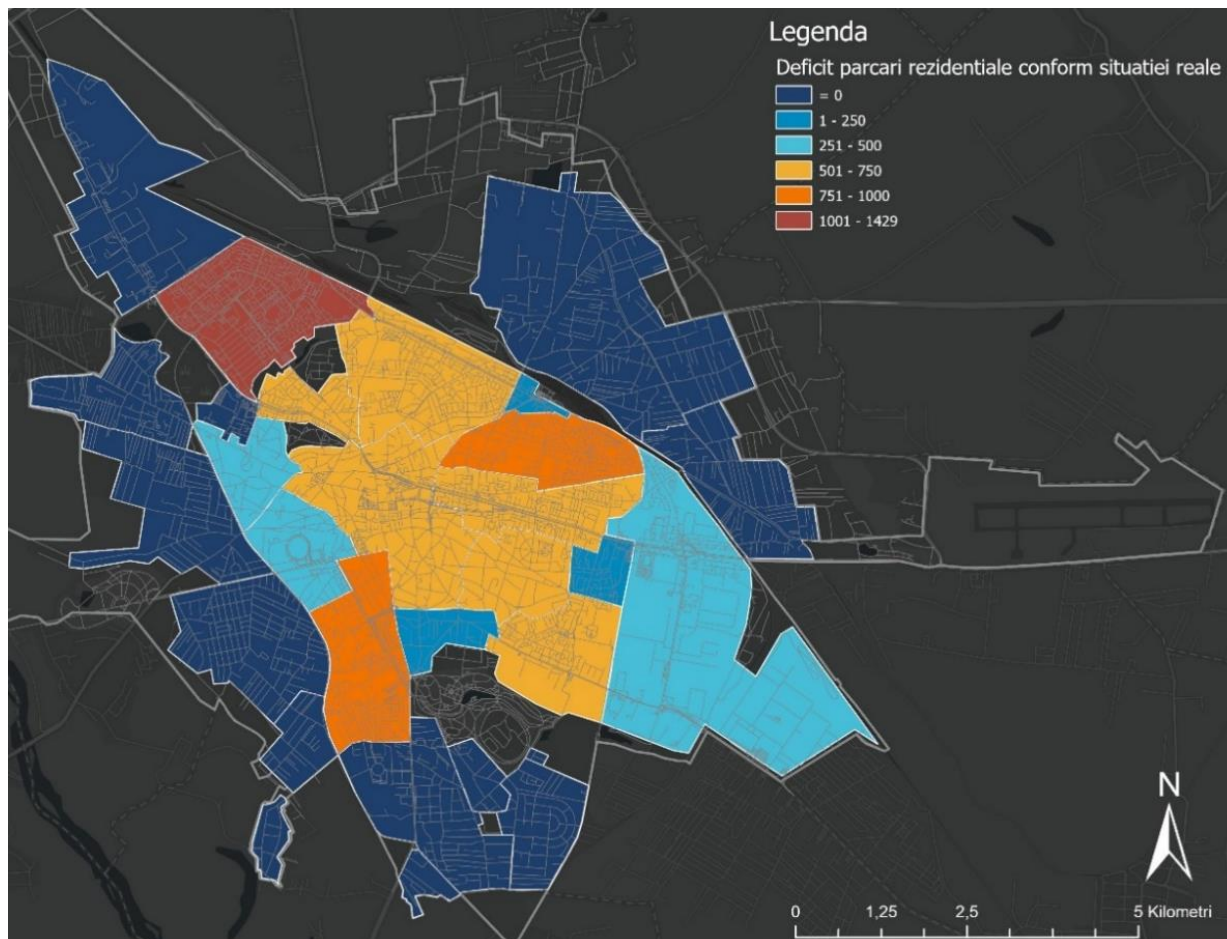 Legenda
Deficit parcari rezidentiale conform situatiei reale
= 0
1 - 250
251 - 500
501 - 750
751 - 1000
1001 - 1429
N
0 1,25 2,5 5 Kilometri